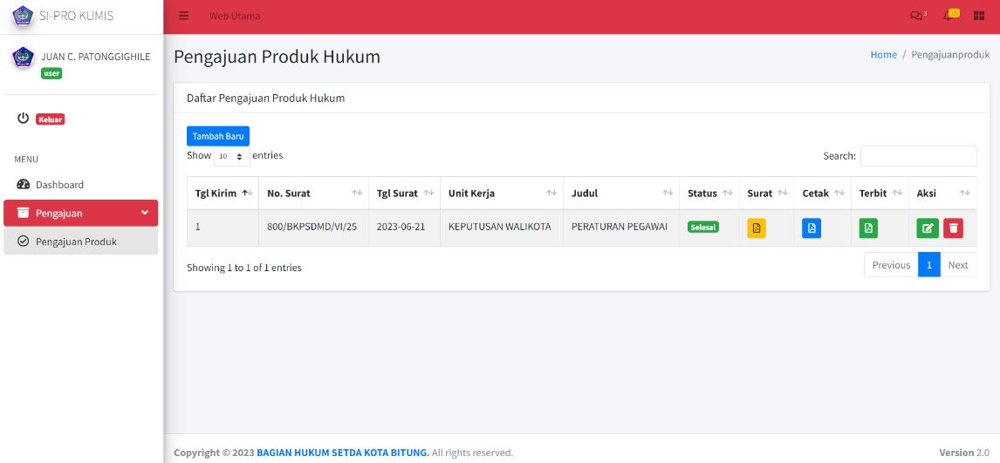 SI-PRO KUMIS
Web Utama
3
15
JUAN C. PATONGGIGHILE
user
Keluar
MENU
Dashboard
Pengajuan
Pengajuan Produk
Pengajuan Produk Hukum
Home / Pengajuanproduk
Daftar Pengajuan Produk Hukum
Tambah Baru
Show 10 entries
Search:
Tgl Kirim No. Surat Tgl Surat Unit Kerja Judul Status Surat Cetak Terbit Aksi
1 800/BKPSDMD/VI/25 2023-06-21 KEPUTUSAN WALIKOTA PERATURAN PEGAWAI Selesai
Showing 1 to 1 of 1 entries
Previous 1 Next
Copyright © 2023 BAGIAN HUKUM SETDA KOTA BITUNG. All rights reserved.
Version 2.0